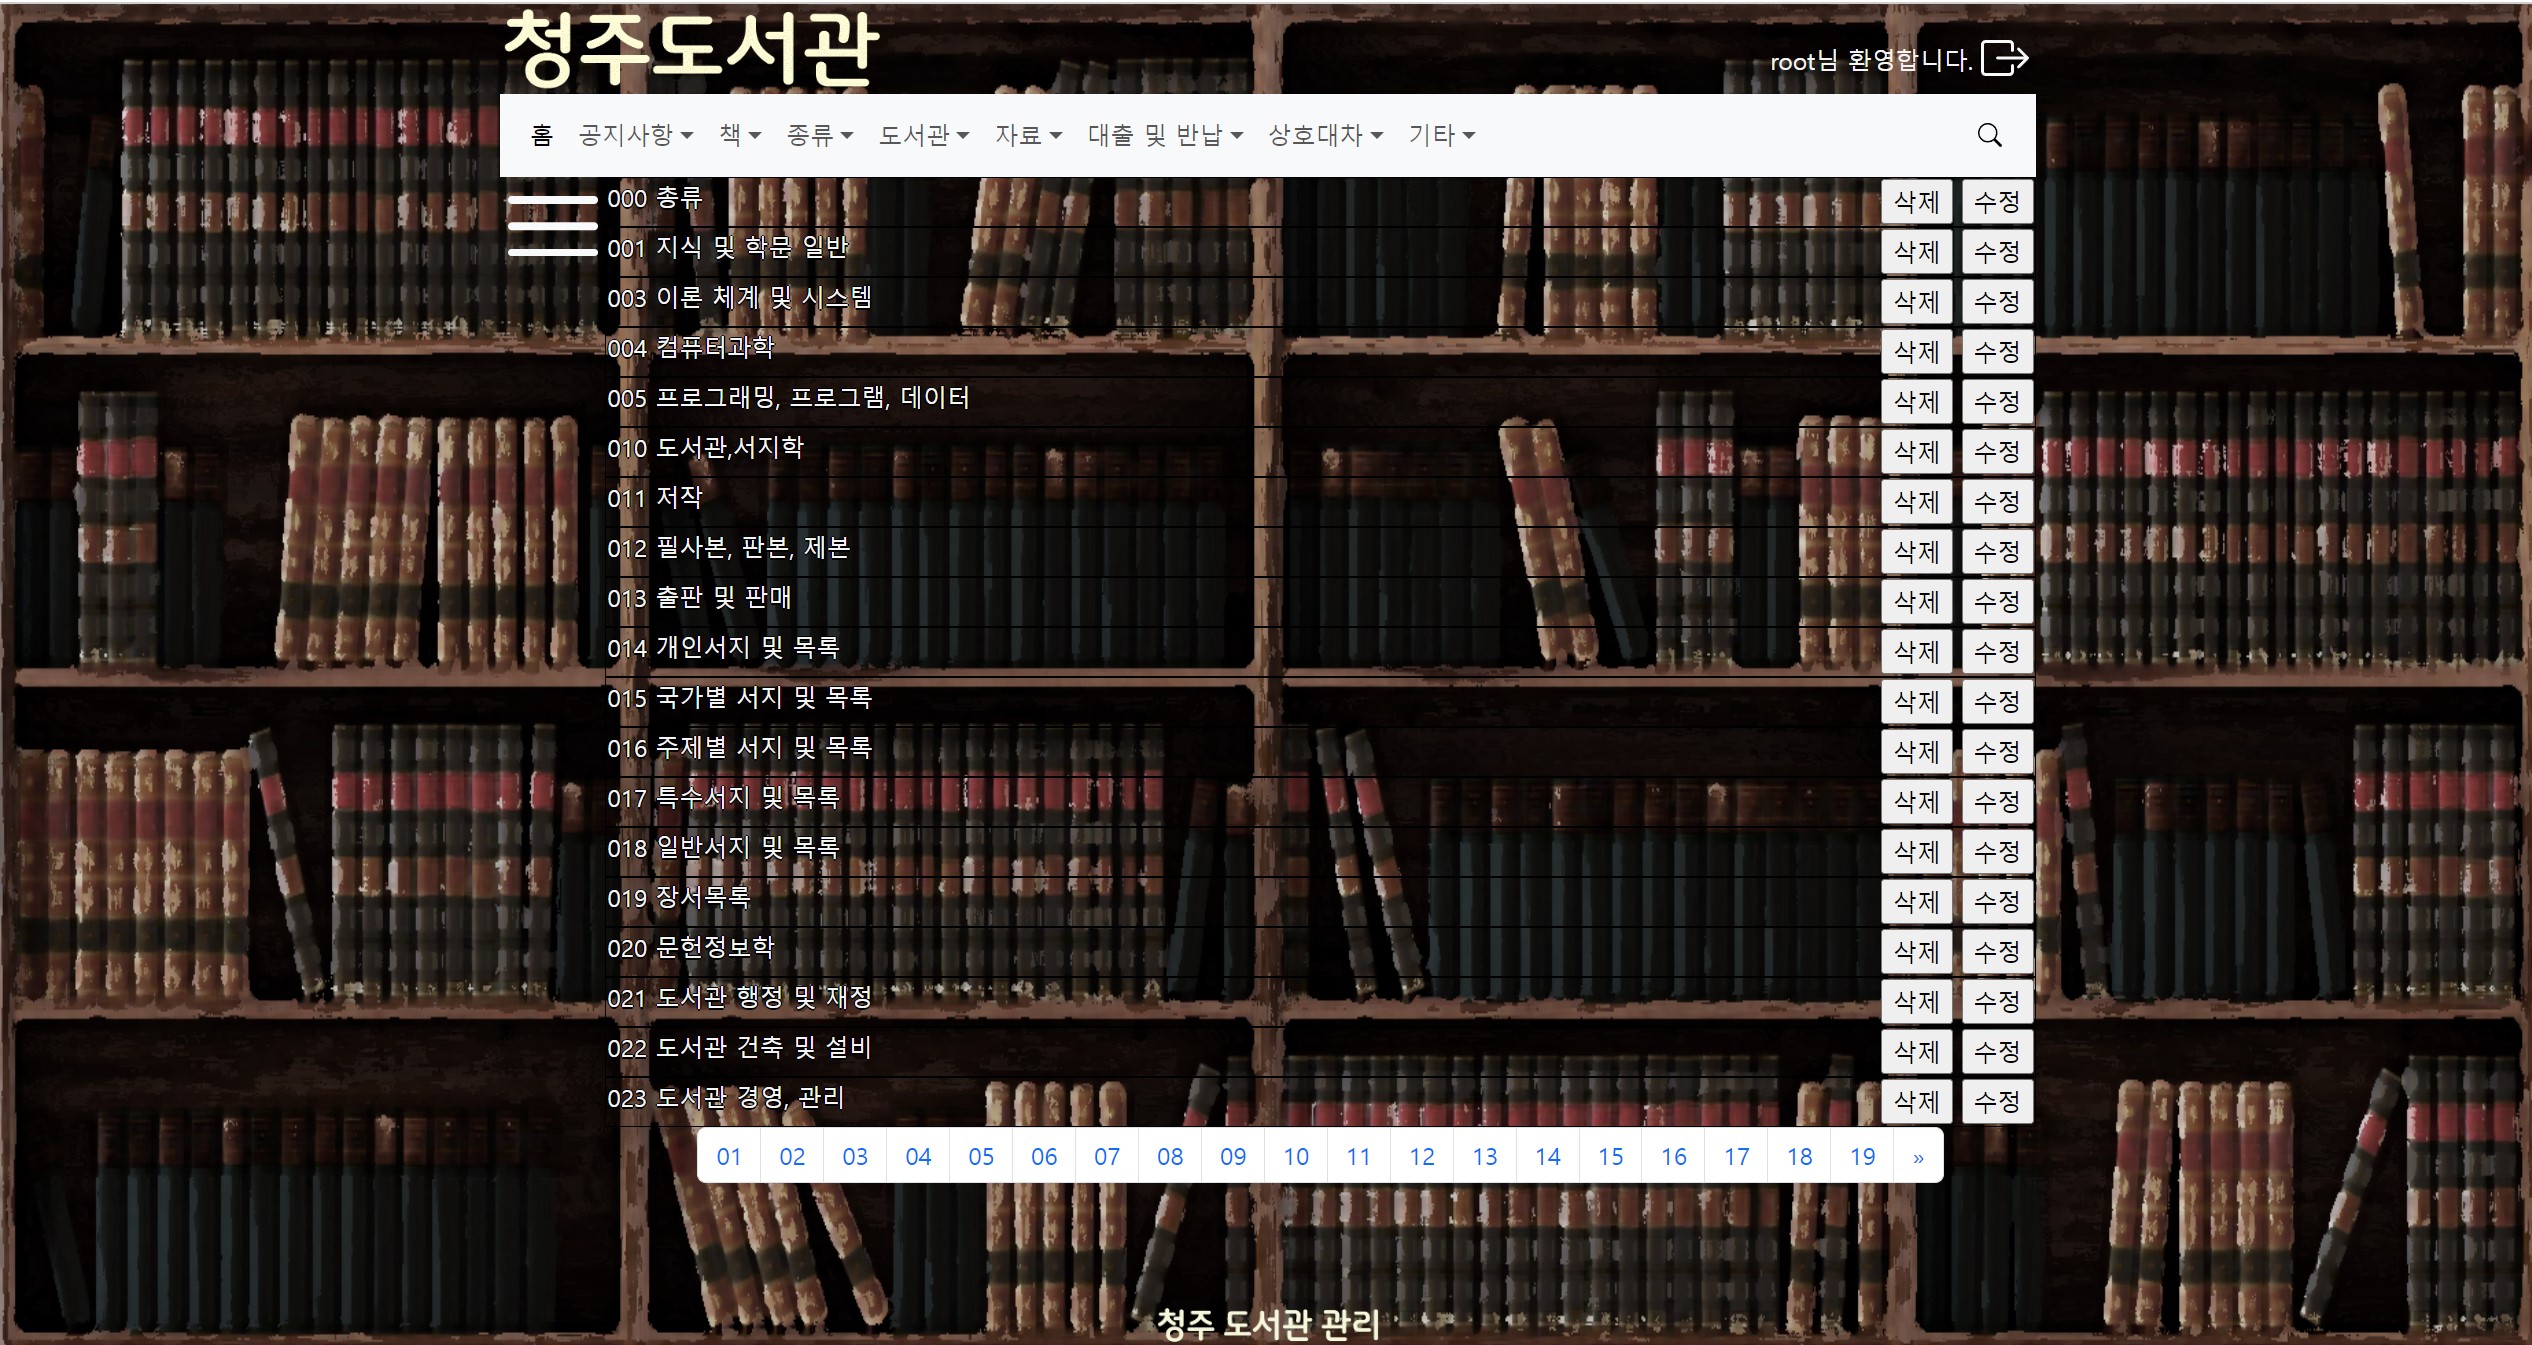 청주도서관
root님 환영합니다.
홈 공지사항 책 종류 도서관 자료 대출 및 반납 상호대차 기타
000 총류 삭제 수정
001 지식 및 학문 일반 삭제 수정
003 이론 체계 및 시스템 삭제 수정
004 컴퓨터과학 삭제 수정
005 프로그래밍, 프로그램, 데이터 삭제 수정
010 도서관,서지학 삭제 수정
011 저작 삭제 수정
012 필사본, 판본, 제본 삭제 수정
013 출판 및 판매 삭제 수정
014 개인서지 및 목록 삭제 수정
015 국가별 서지 및 목록 삭제 수정
016 주제별 서지 및 목록 삭제 수정
017 특수서지 및 목록 삭제 수정
018 일반서지 및 목록 삭제 수정
019 장서목록 삭제 수정
020 문헌정보학 삭제 수정
021 도서관 행정 및 재정 삭제 수정
022 도서관 건축 및 설비 삭제 수정
023 도서관 경영, 관리 삭제 수정
01 02 03 04 05 06 07 08 09 10 11 12 13 14 15 16 17 18 19 »
청주 도서관 관리